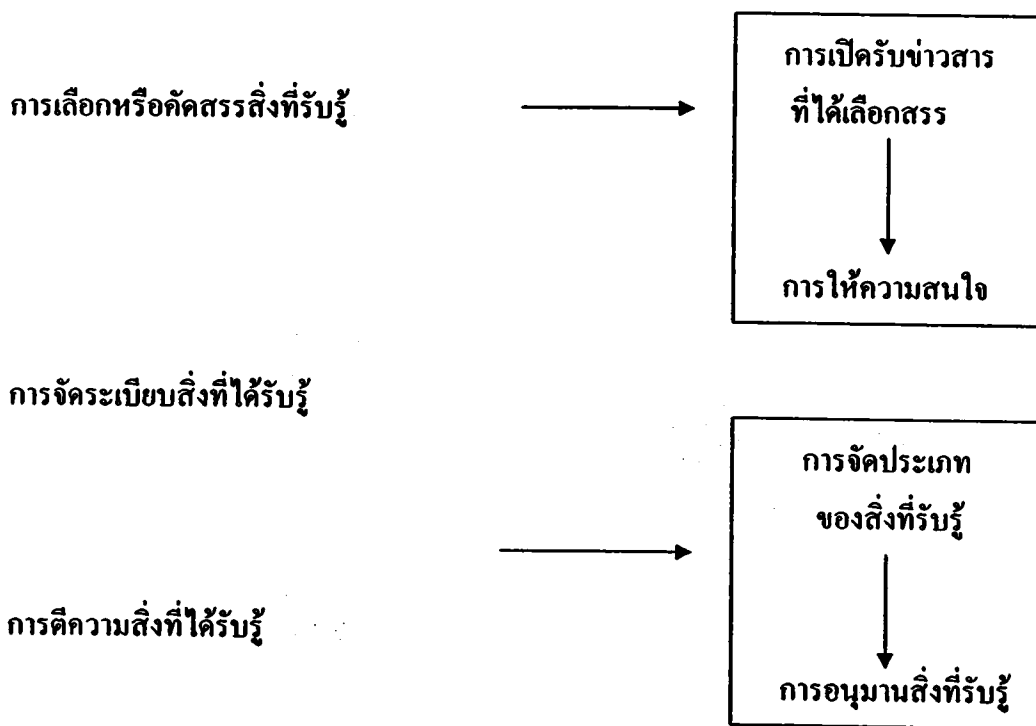 การเปิดรับข่าวสาร
การเลือกหรือคัดสรรสิ่งที่รับรู้
ที่ได้เลือกสรร
การให้ความสนใจ
การจัดระเบียบสิ่งที่ได้รับรู้
การจัดประเภท
ของสิ่งที่รับรู้
การตีความสิ่งที่ได้รับรู้
การอนุมานสิ่งที่รับรู้